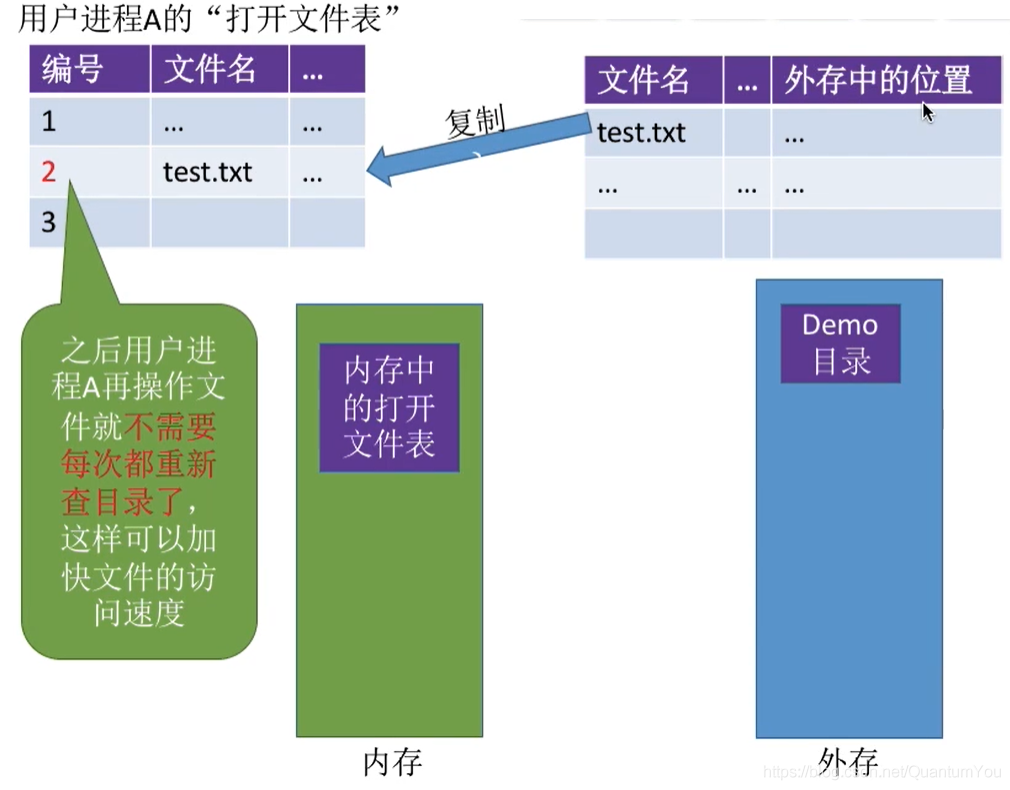 用户进程A的“打开文件表”
编号 文件名 ...
1 ... ...
2 test.txt ...
3
复制
文件名 ... 外存中的位置
test.txt ...
... ... ...
之后用户进
程A再操作文
件就不需要
每次都重新
查目录了，
这样可以加
快文件的访
问速度
内存中
的打开
文件表
内存
Demo
目录
外存
https://blog.csdn.net/QuantumYou